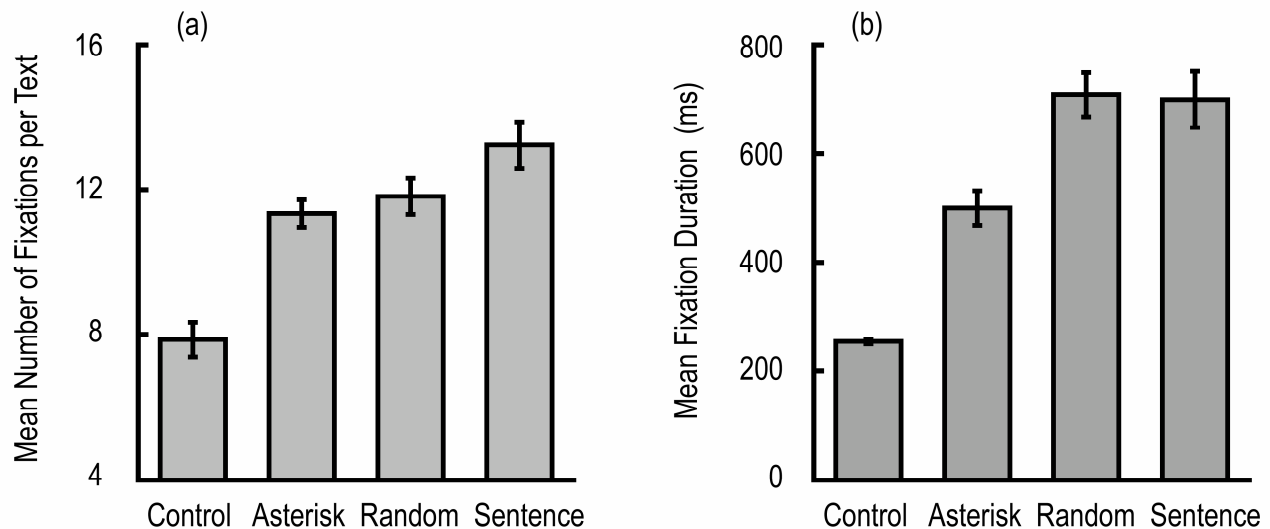 (a)
Mean Number of Fixations per Text
16
12
8
4
Control Asterisk Random Sentence
(b)
Mean Fixation Duration (ms)
800
600
400
200
0
Control Asterisk Random Sentence